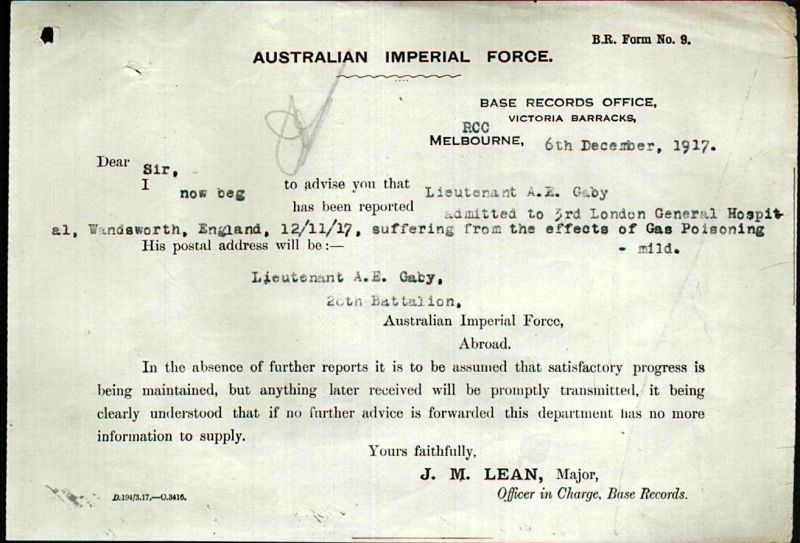 B.R. Form No. 9.
AUSTRALIAN IMPERIAL FORCE.
BASE RECORDS OFFICE,
VICTORIA BARRACKS,
RCC
MELBOURNE, 6th December, 1917.
Dear Sir,
I now beg to advise you that Lieutenant A.E. Gaby
has been reported admitted to 3rd London General Hospit-
al, Wandsworth, England, 12/11/17, suffering from the effects of Gas Poisoning
His postal address will be:— - mild.
Lieutenant A.E. Gaby,
28th Battalion,
Australian Imperial Force,
Abroad.
In the absence of further reports it is to be assumed that satisfactory progress is
being maintained, but anything later received will be promptly transmitted, it being
clearly understood that if no further advice is forwarded this department has no more
information to supply.
Yours faithfully,
J. M. LEAN, Major,
Officer in Charge, Base Records.
D.194/3.17.—C.3416.